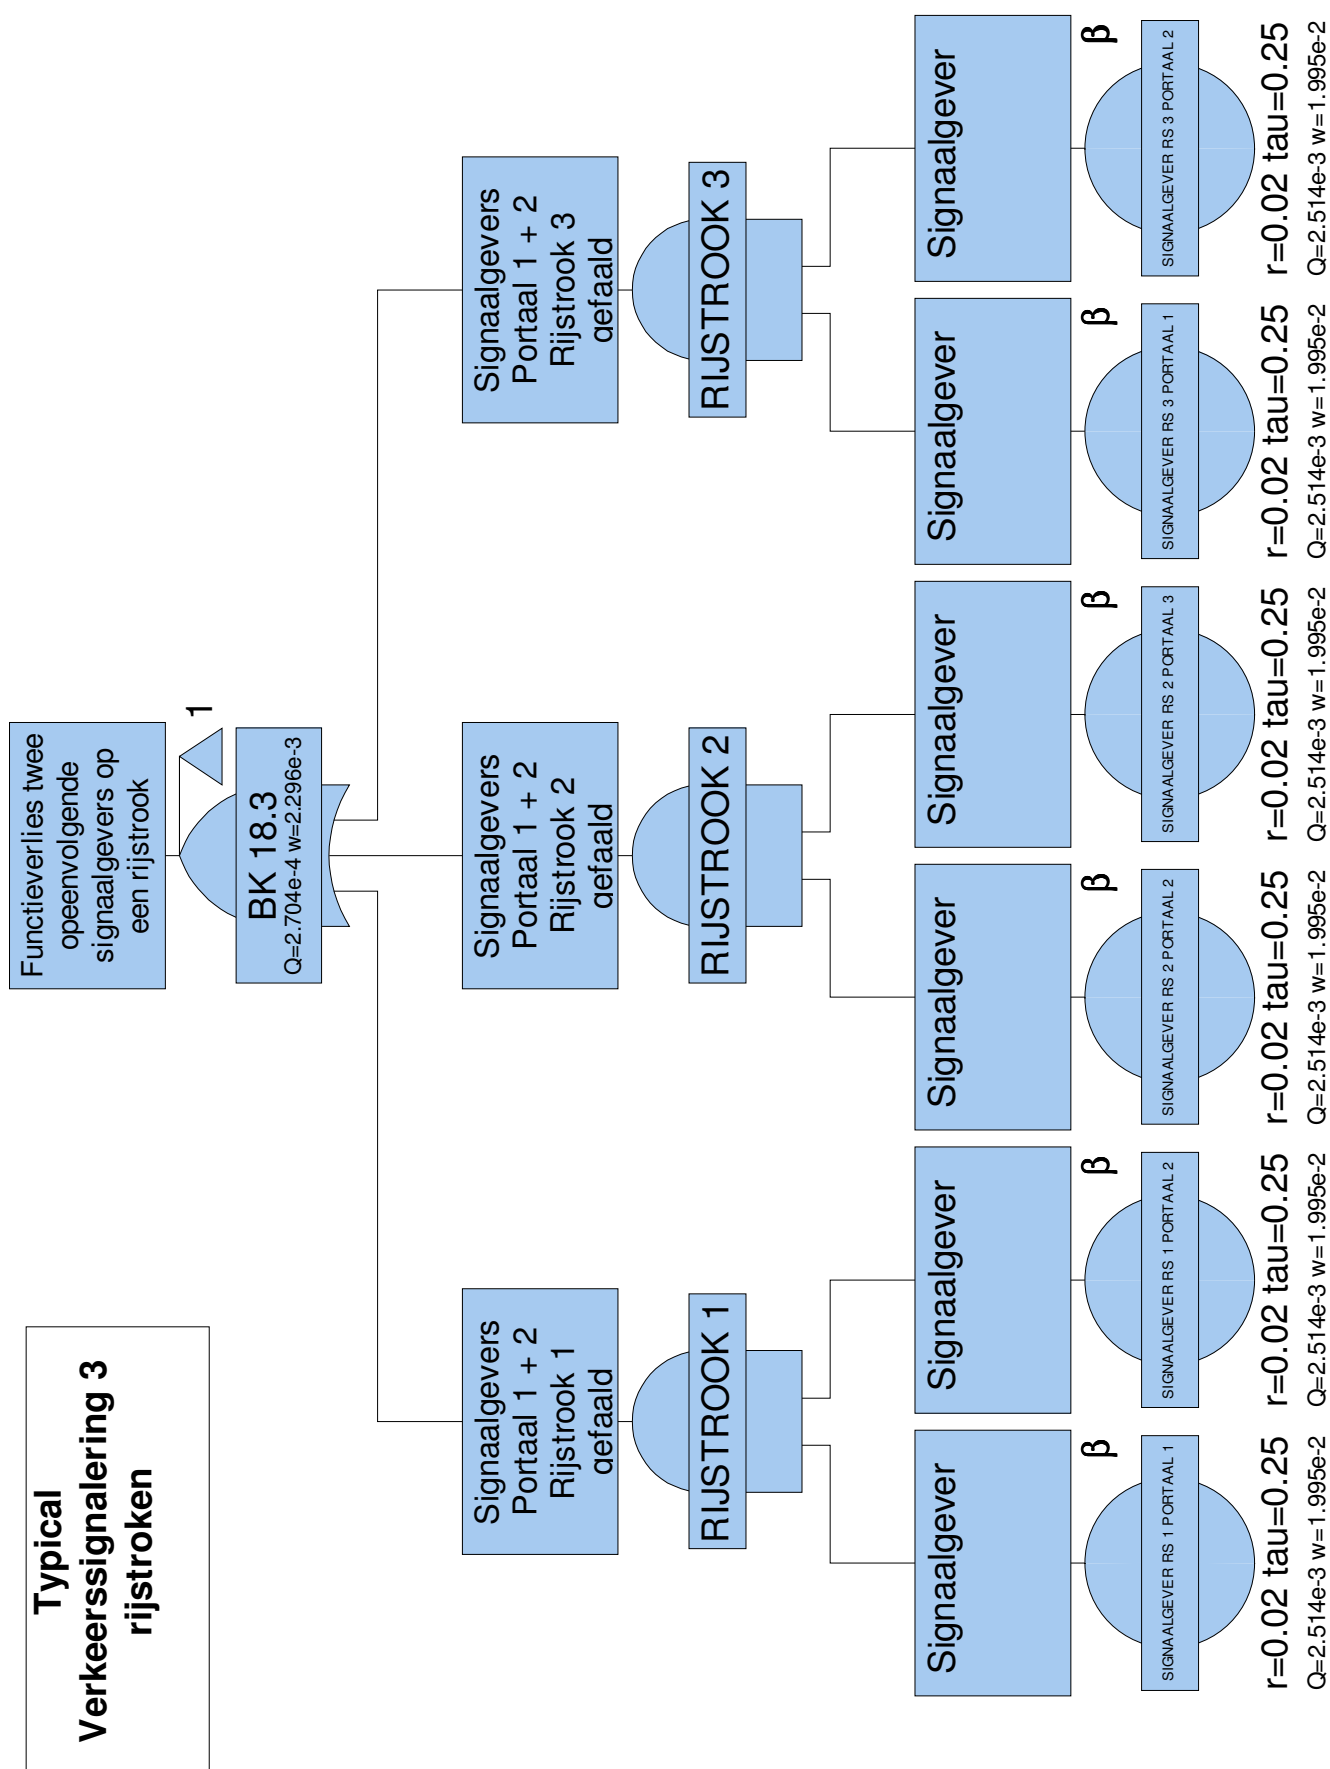 Typical
Verkeerssignalering 3
rijstroken
Functieverlies twee
opeenvolgende
signaalgevers op
een rijstrook
1
BK 18.3
Q=2.704e-4 w=2.296e-3
Signaalgevers
Portaal 1 + 2
Rijstrook 1
gefaald
RIJSTROOK 1
Signaalgevers
Portaal 1 + 2
Rijstrook 2
gefaald
RIJSTROOK 2
Signaalgevers
Portaal 1 + 2
Rijstrook 3
gefaald
RIJSTROOK 3
Signaalgever
β
SIGNAALGEVER RS 1 PORTAAL 1
r=0.02 tau=0.25
Q=2.514e-3 w=1.995e-2
Signaalgever
β
SIGNAALGEVER RS 1 PORTAAL 2
r=0.02 tau=0.25
Q=2.514e-3 w=1.995e-2
Signaalgever
β
SIGNAALGEVER RS 2 PORTAAL 2
r=0.02 tau=0.25
Q=2.514e-3 w=1.995e-2
Signaalgever
β
SIGNAALGEVER RS 2 PORTAAL 3
r=0.02 tau=0.25
Q=2.514e-3 w=1.995e-2
Signaalgever
β
SIGNAALGEVER RS 3 PORTAAL 1
r=0.02 tau=0.25
Q=2.514e-3 w=1.995e-2
Signaalgever
β
SIGNAALGEVER RS 3 PORTAAL 2
r=0.02 tau=0.25
Q=2.514e-3 w=1.995e-2